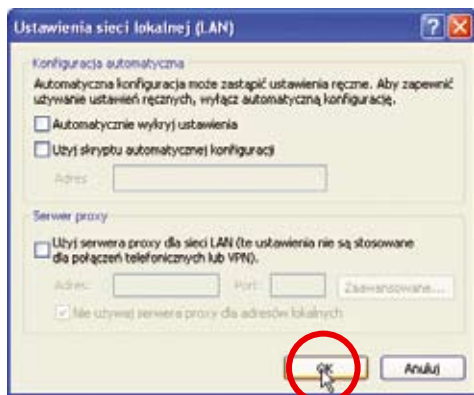 Ustawienia sieci lokalnej (LAN)
Konfiguracja automatyczna
Automatyczna konfiguracja może zastąpić ustawienia ręczne. Aby zapewnić
używanie ustawień ręcznych, wyłącz automatyczną konfigurację.
Automatycznie wykryj ustawienia
Użyj skryptu automatycznej konfiguracji
Adres
Serwer proxy
Użyj serwera proxy dla sieci LAN (te ustawienia nie są stosowane
dla połączeń telefonicznych lub VPN).
Adres: Port: Zaawansowane...
Nie używaj serwera proxy dla adresów lokalnych
OK Anuluj